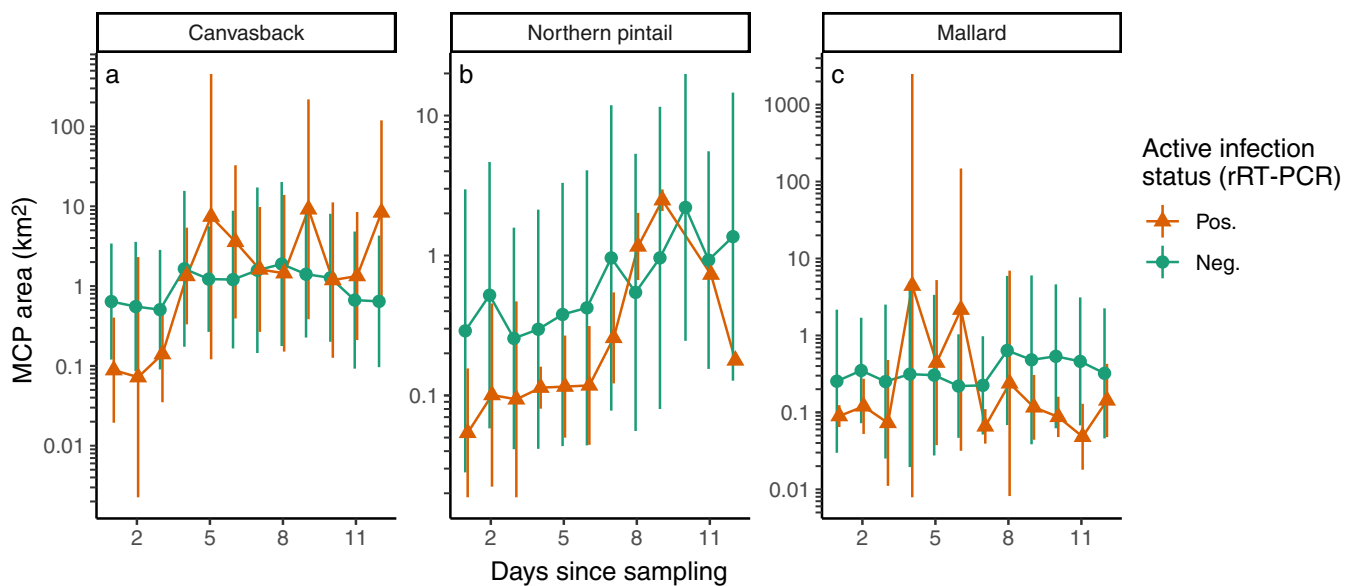 Canvasback
Northern pintail
Mallard
a
b
c
100
10
1
0.1
0.01
10
1
0.1
1000
100
10
1
0.1
0.01
MCP area (km²)
2 5 8 11
2 5 8 11
2 5 8 11
Days since sampling
Active infection
status (rRT-PCR)
Pos.
Neg.